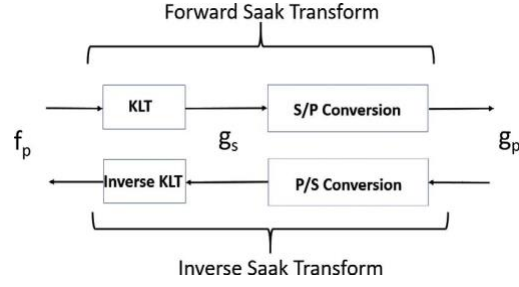 Forward Saak Transform
KLT
S/P Conversion
f_p
g_s
g_p
Inverse KLT
P/S Conversion
Inverse Saak Transform